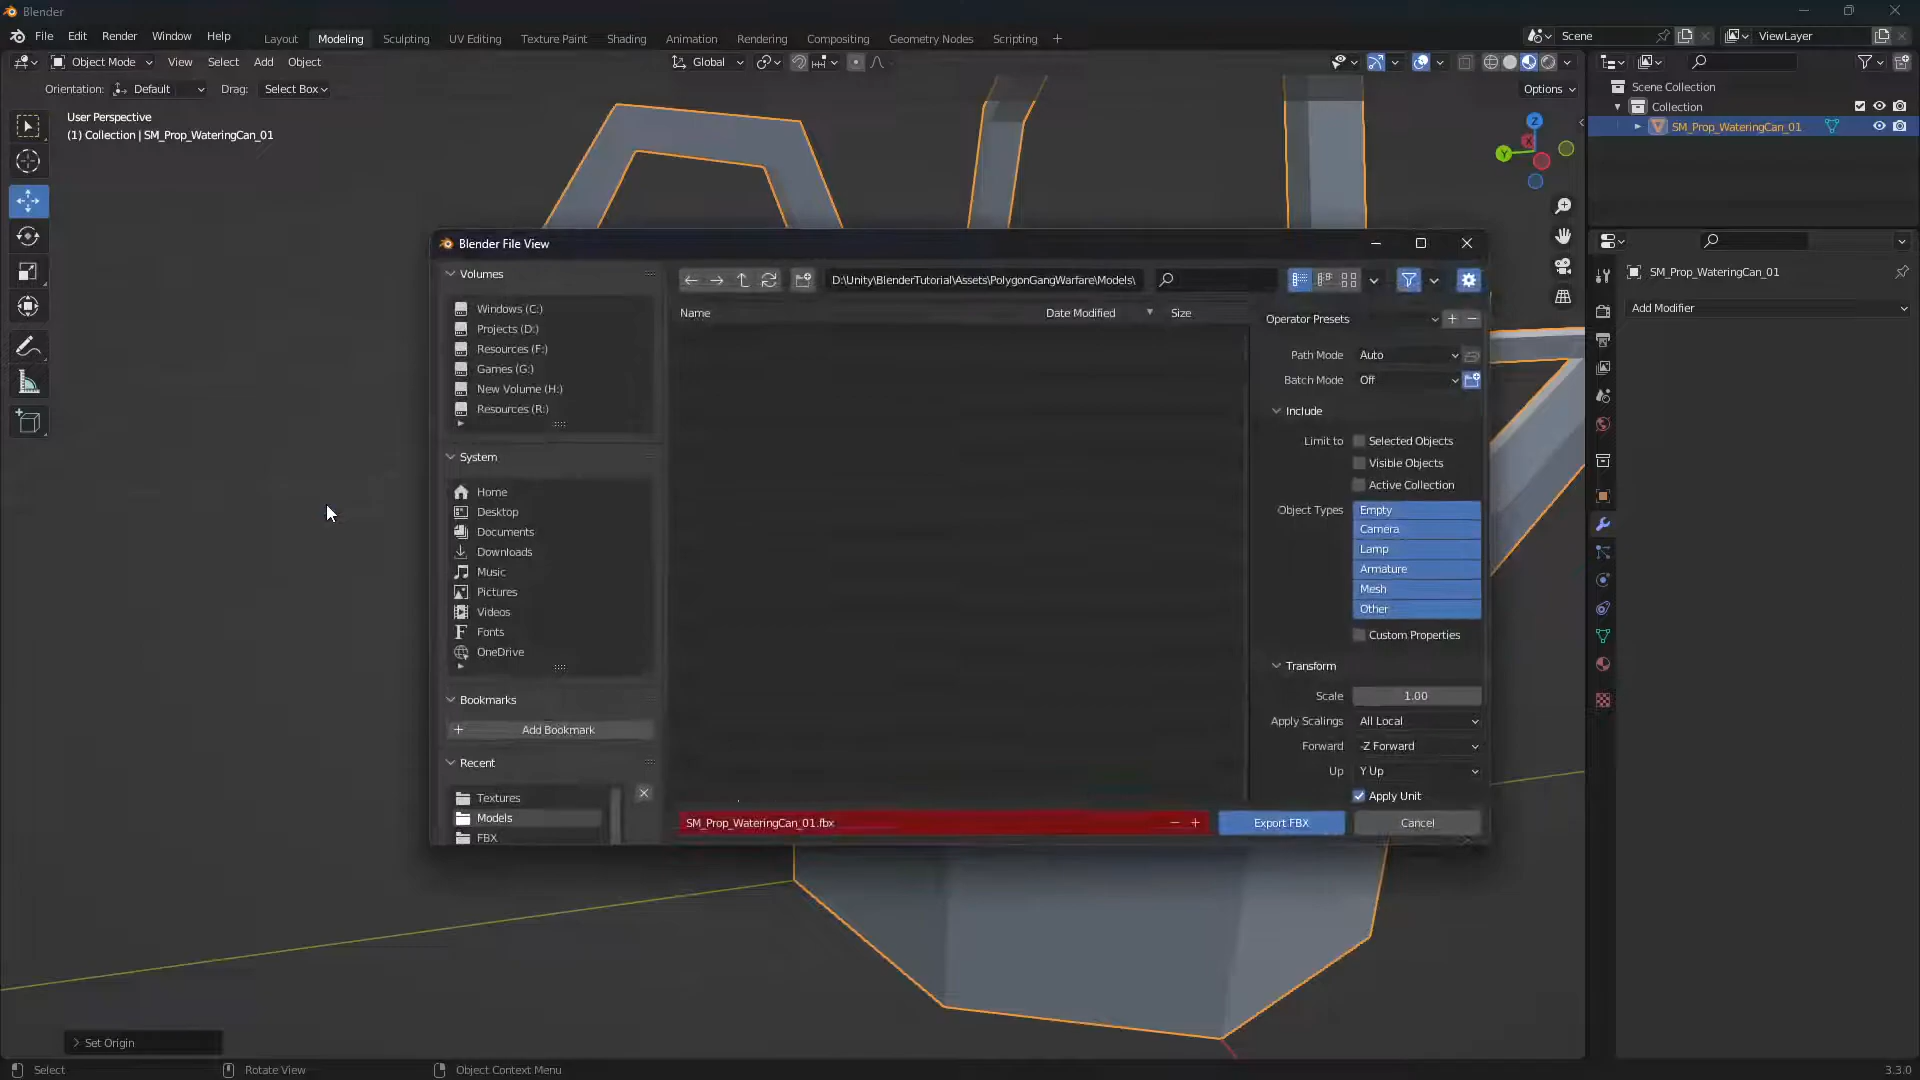 Blender
File Edit Render Window Help Layout Modeling Sculpting UV Editing Texture Paint Shading Animation Rendering Compositing Geometry Nodes Scripting + Scene ViewLayer
Object Mode View Select Add Object Global
Orientation: Default Drag: Select Box Options
User Perspective
(1) Collection | SM_Prop_WateringCan_01
Z
X
Y
Scene Collection
Collection
SM_Prop_WateringCan_01
SM_Prop_WateringCan_01
Add Modifier
Blender File View
Volumes
Windows (C:)
Projects (D:)
Resources (F:)
Games (G:)
New Volume (H:)
Resources (R:)
System
Home
Desktop
Documents
Downloads
Music
Pictures
Videos
Fonts
OneDrive
Bookmarks
+ Add Bookmark
Recent
Textures
Models
FBX
D:\Unity\BlenderTutorial\Assets\PolygonGangWarfare\Models\
Name Date Modified Size
Operator Presets
Path Mode Auto
Batch Mode Off
Include
Limit to Selected Objects
Visible Objects
Active Collection
Object Types Empty
Camera
Lamp
Armature
Mesh
Other
Custom Properties
Transform
Scale 1.00
Apply Scalings All Local
Forward -Z Forward
Up Y Up
Apply Unit
SM_Prop_WateringCan_01.fbx - + Export FBX Cancel
Set Origin
Select Rotate View Object Context Menu 3.3.0